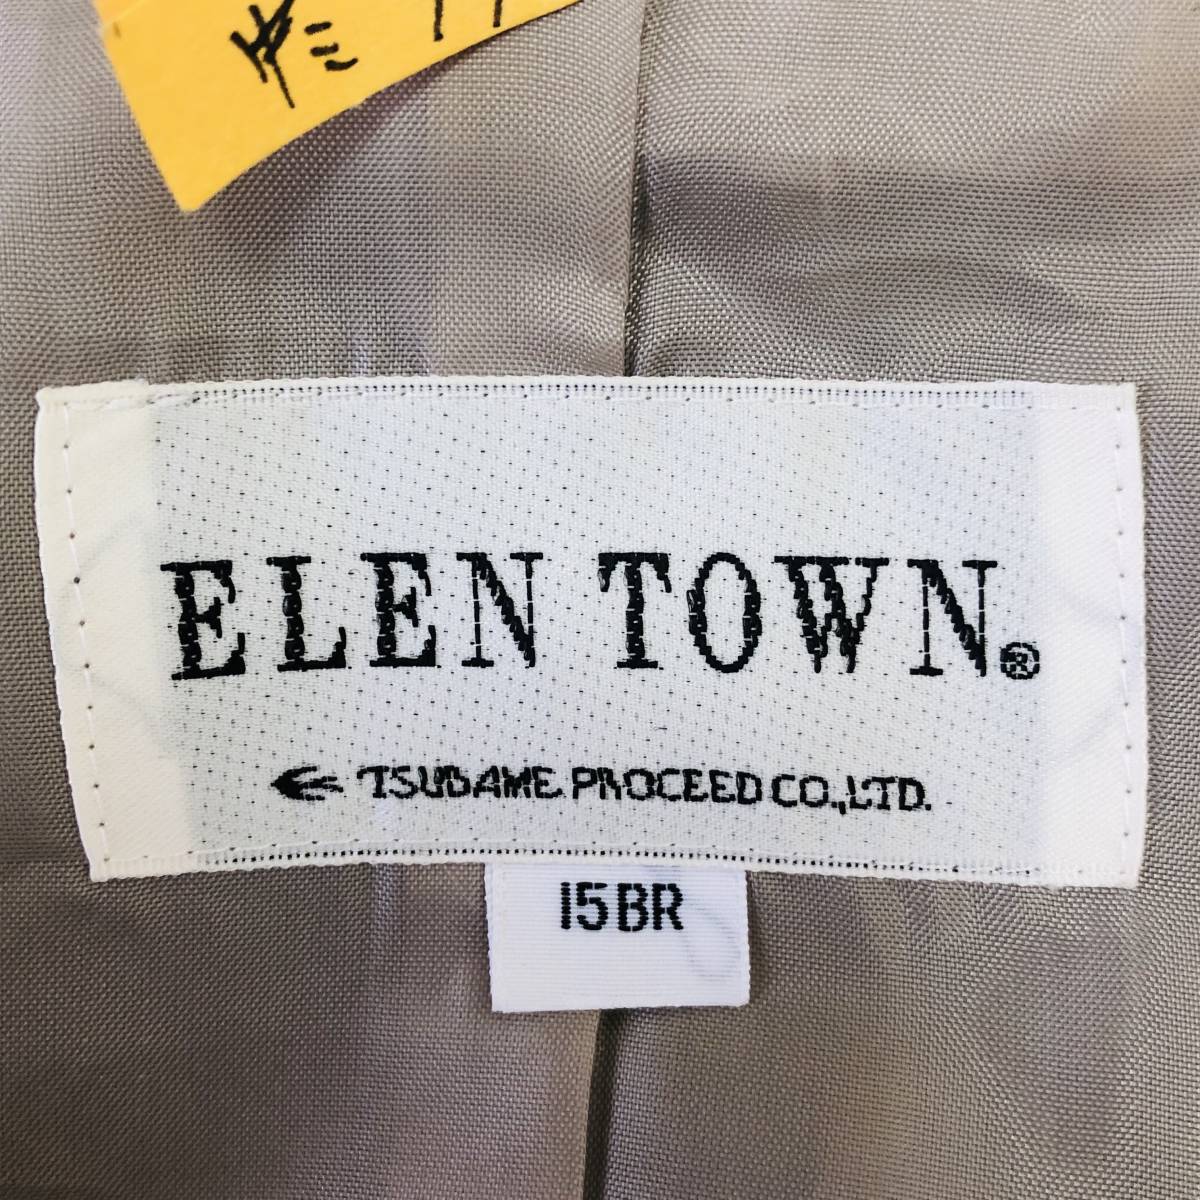 ELEN TOWN®
TSUBAME PROCEED CO.,LTD.
15BR